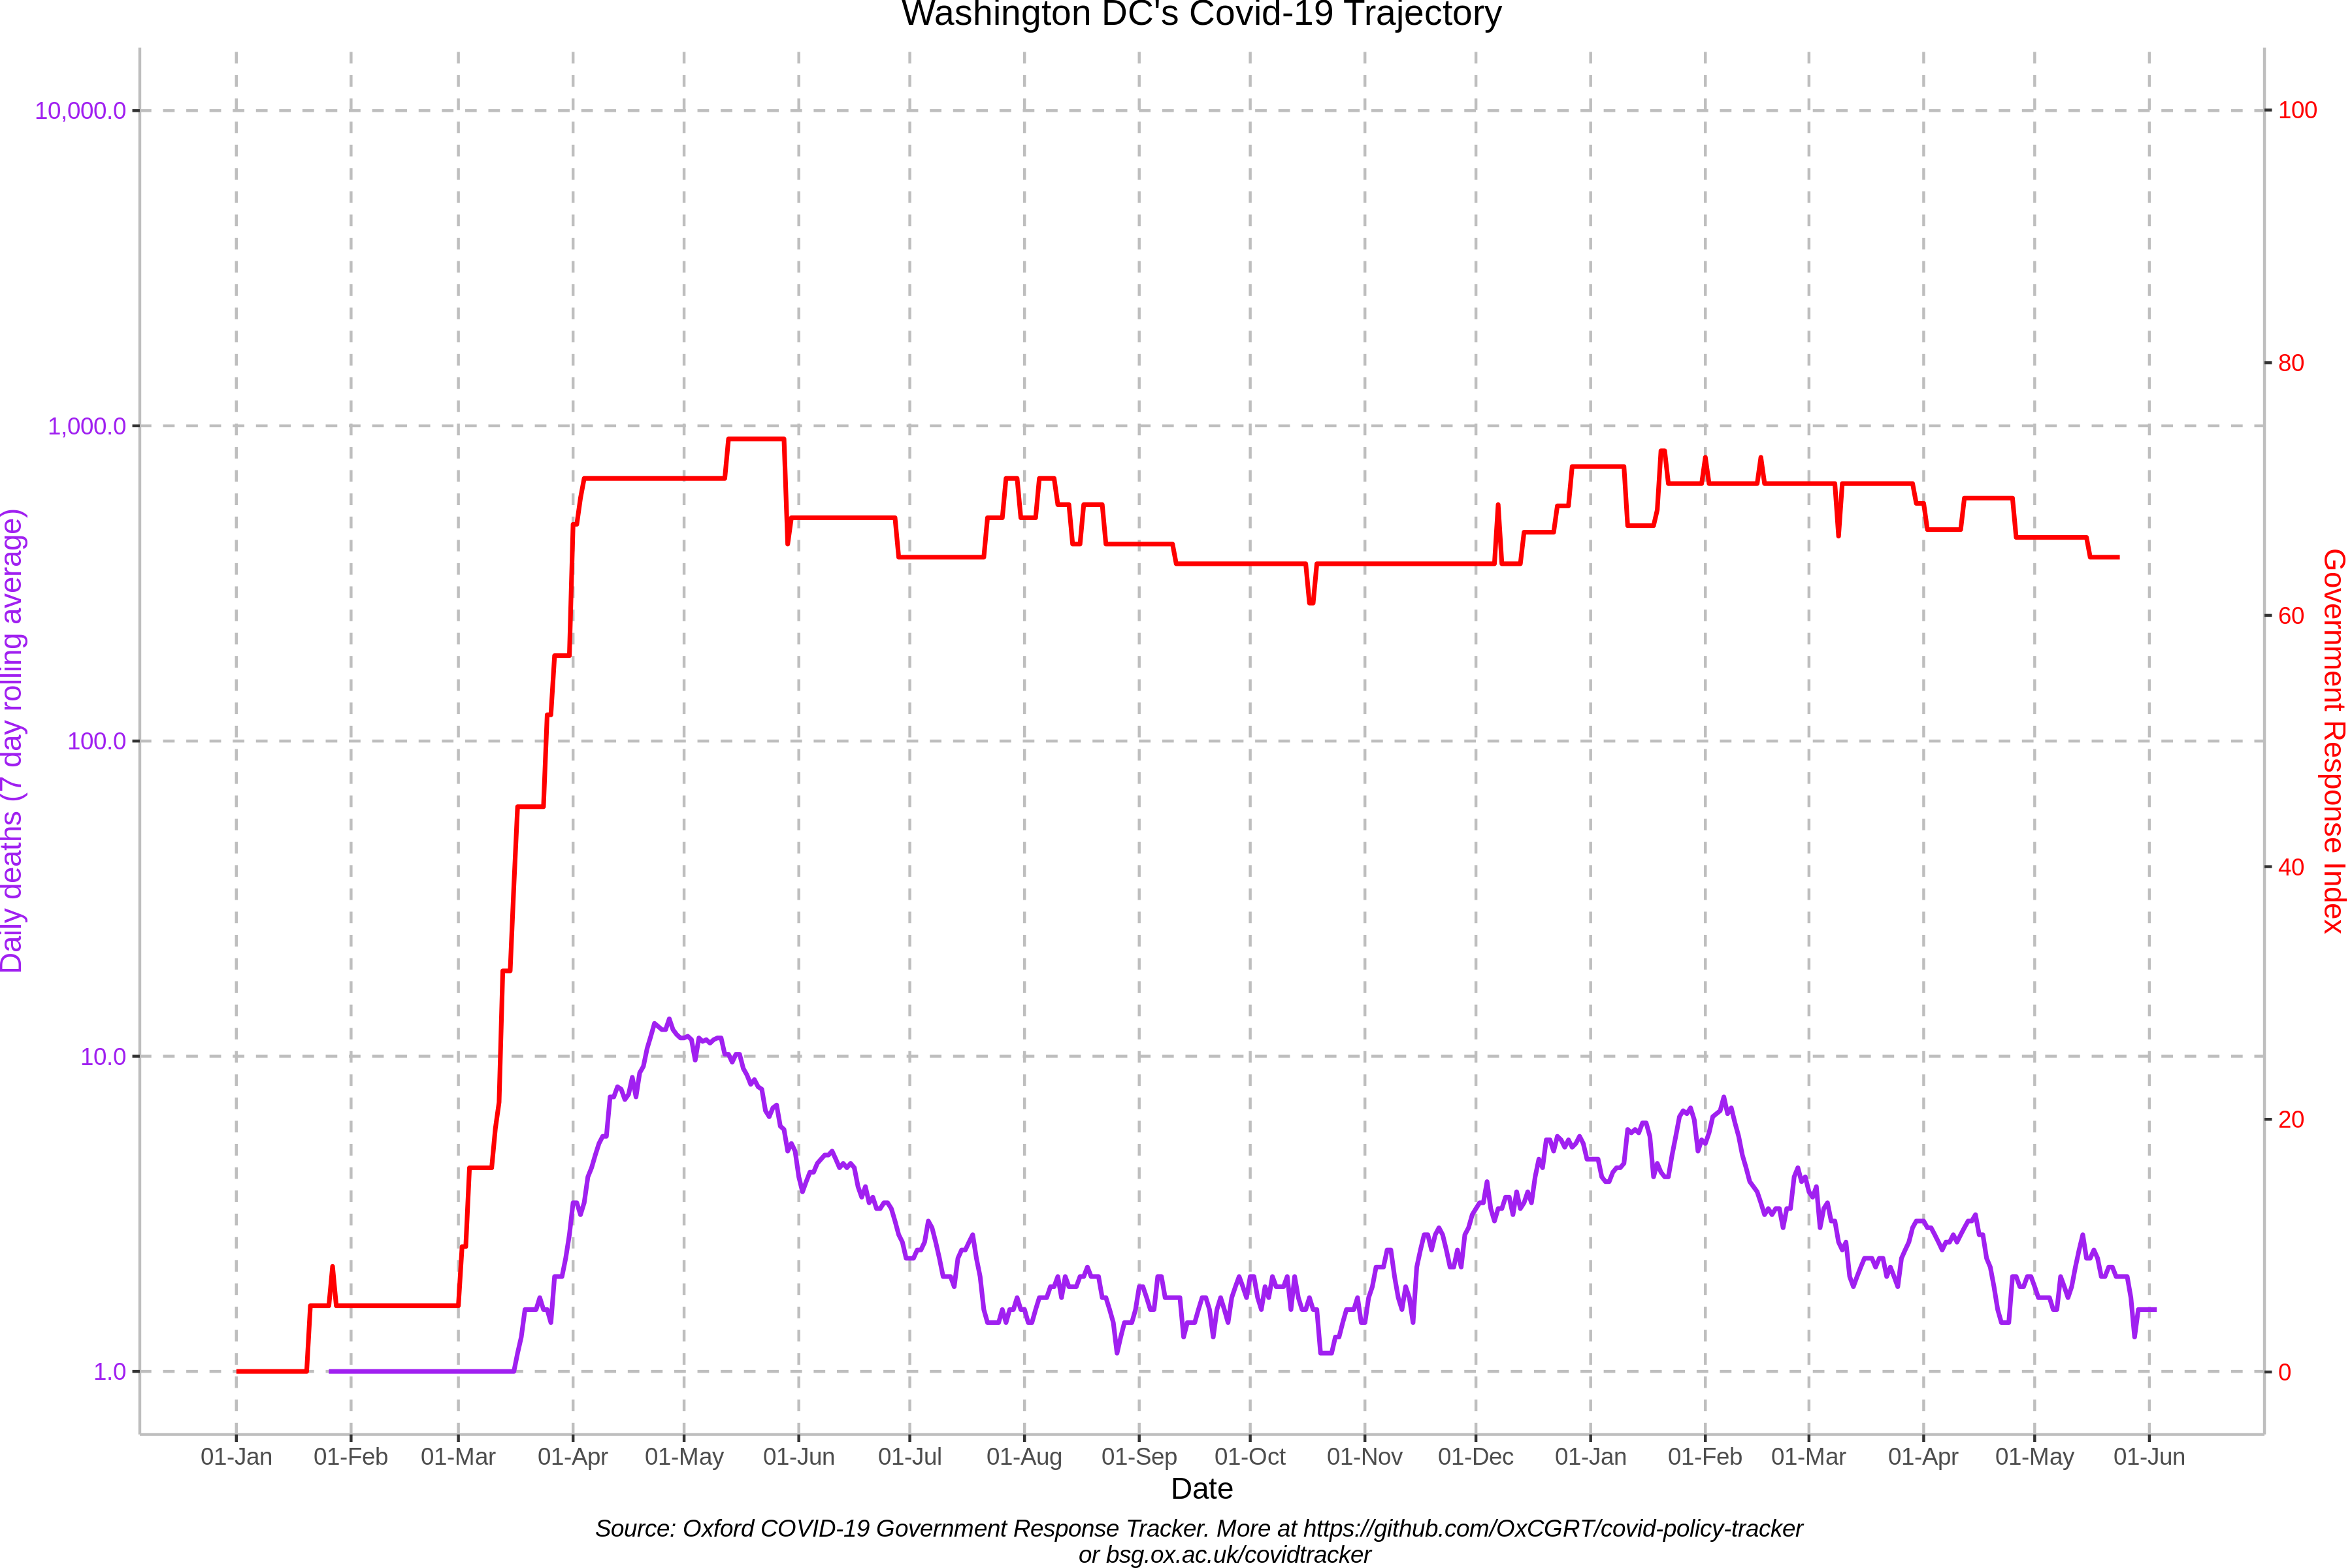 Washington DC's Covid-19 Trajectory
10,000.0
1,000.0
100.0
10.0
1.0
Daily deaths (7 day rolling average)
100
80
60
40
20
0
Government Response Index
01-Jan 01-Feb 01-Mar 01-Apr 01-May 01-Jun 01-Jul 01-Aug 01-Sep 01-Oct 01-Nov 01-Dec 01-Jan 01-Feb 01-Mar 01-Apr 01-May 01-Jun
Date
Source: Oxford COVID-19 Government Response Tracker. More at https://github.com/OxCGRT/covid-policy-tracker
or bsg.ox.ac.uk/covidtracker